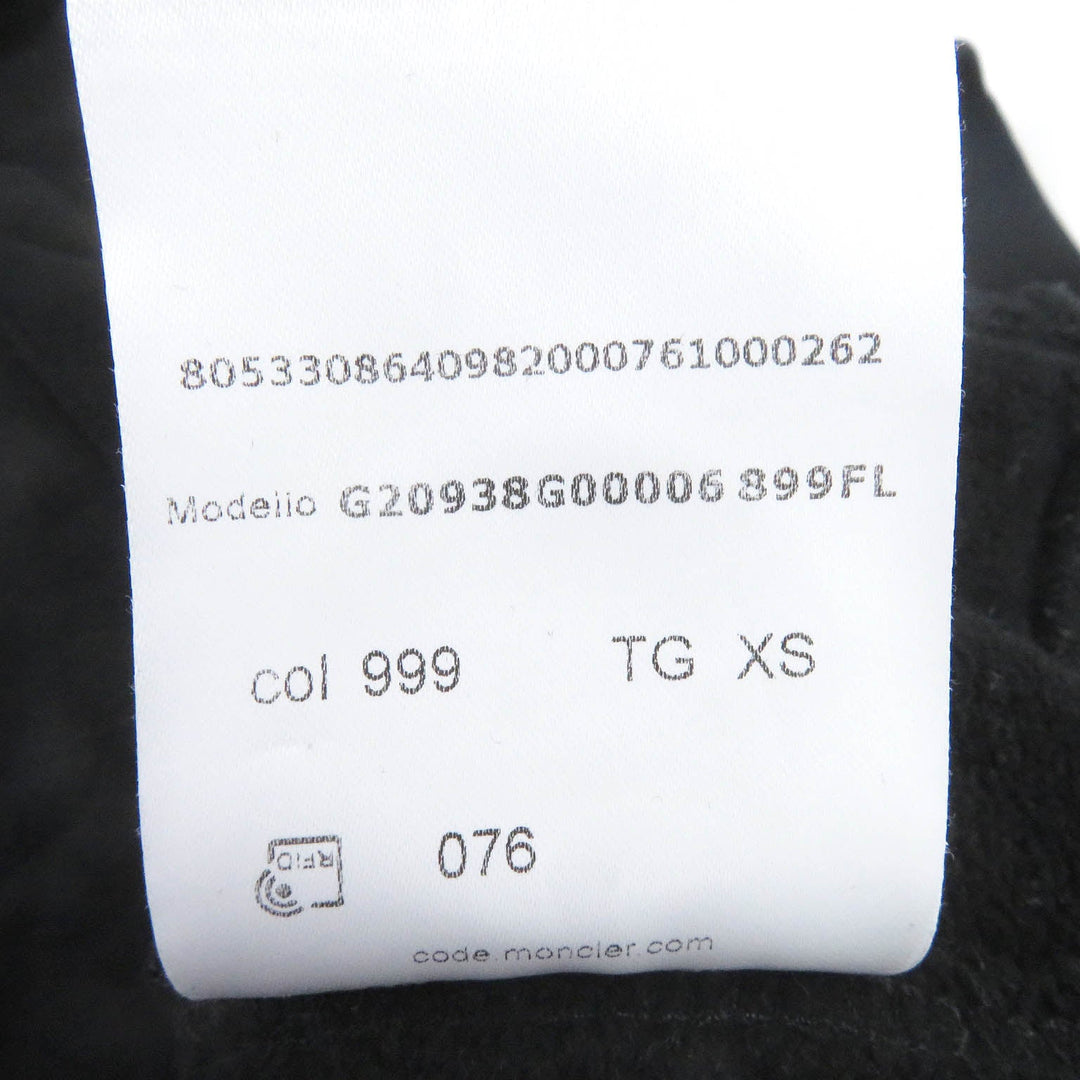 8053308640982000761000262
Modello G20938G00006 899FL
col 999 TG XS
RFID 076
code.moncler.com